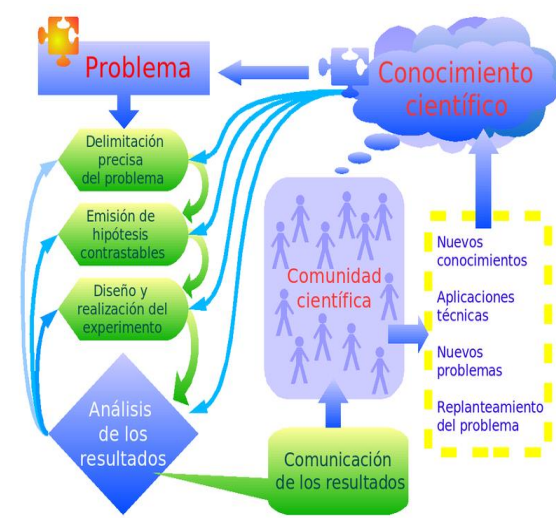 Problema
Conocimiento
científico
Delimitación
precisa
del problema
Emisión de
hipótesis
contrastables
Diseño y
realización del
experimento
Análisis
de los
resultados
Comunicación
de los resultados
Comunidad
científica
Nuevos
conocimientos
Aplicaciones
técnicas
Nuevos
problemas
Replanteamiento
del problema